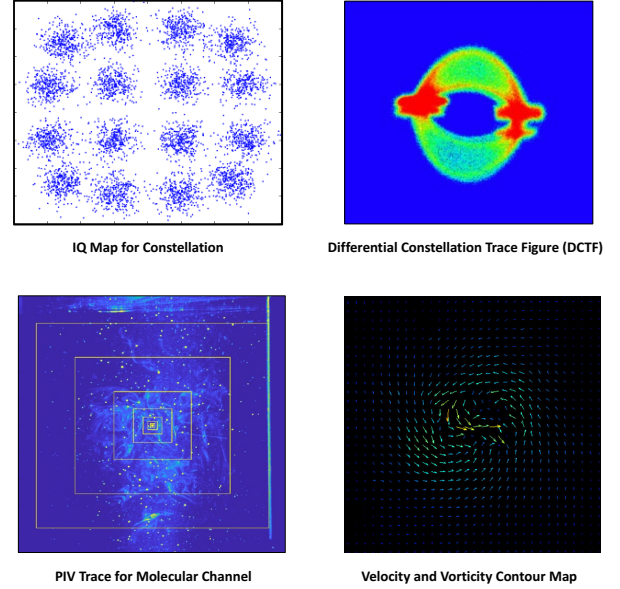 IQ Map for Constellation
Differential Constellation Trace Figure (DCTF)
PIV Trace for Molecular Channel
Velocity and Vorticity Contour Map